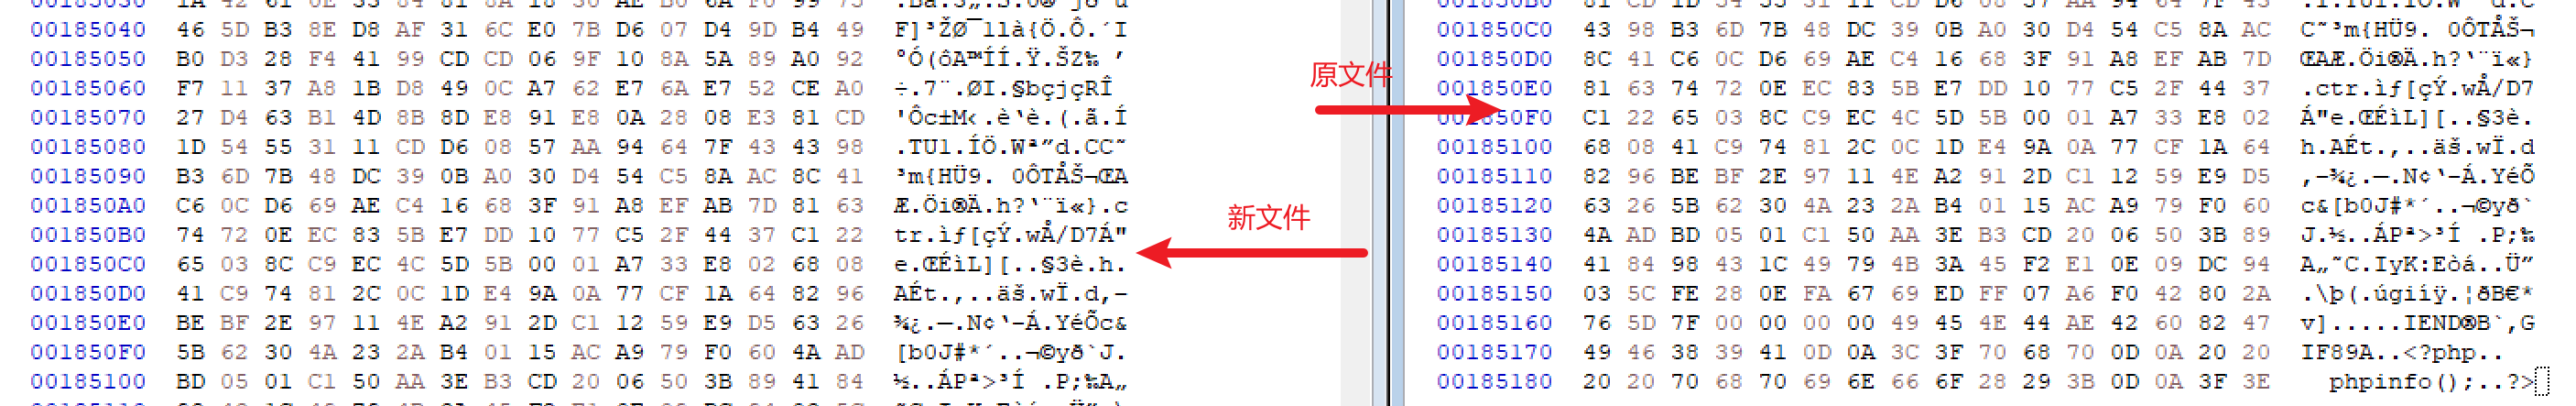 00185040 46 5D B3 8E D8 AF 31 6C E0 7B D6 07 D4 9D B4 49 F]³ŽØ¯1là{Ö.Ô.´I
00185050 B0 D3 28 F4 41 99 CD CD 06 9F 10 8A 5A 89 A0 92 °Ó(ôA™ÍÍ.Ÿ.ŠZ‰ ’
00185060 F7 11 37 A8 1B D8 49 0C A7 62 E7 6A E7 52 CE A0 ÷.7¨.ØI.§bçjçRÎ
00185070 27 D4 63 B1 4D 8B 8D E8 91 E8 0A 28 08 E3 81 CD 'Ôc±M‹.è‘è.(.ã.Í
00185080 1D 54 55 31 11 CD D6 08 57 AA 94 64 7F 43 43 98 .TU1.ÍÖ.Wª”d.CC˜
00185090 B3 6D 7B 48 DC 39 0B A0 30 D4 54 C5 8A AC 8C 41 ³m{HÜ9. 0ÔTÅŠ¬ŒA
001850A0 C6 0C D6 69 AE C4 16 68 3F 91 A8 EF AB 7D 81 63 Æ.Öi®Ä.h?‘¨ï«}.c
001850B0 74 72 0E EC 83 5B E7 DD 10 77 C5 2F 44 37 C1 22 tr.ìƒ[çÝ.wÅ/D7Á"
001850C0 65 03 8C C9 EC 4C 5D 5B 00 01 A7 33 E8 02 68 08 e.ŒÉìL][..§3è.h.
001850D0 41 C9 74 81 2C 0C 1D E4 9A 0A 77 CF 1A 64 82 96 AÉt.,..äš.wÏ.d‚–
001850E0 BE BF 2E 97 11 4E A2 91 2D C1 12 59 E9 D5 63 26 ¾¿.—.N¢‘-Á.YéÕc&
001850F0 5B 62 30 4A 23 2A B4 01 15 AC A9 79 F0 60 4A AD [b0J#*´..¬©yð`J.
00185100 BD 05 01 C1 50 AA 3E B3 CD 20 06 50 3B 89 41 84 ½..ÁPª>³Í .P;‰A„
原文件
新文件
001850C0 43 98 B3 6D 7B 48 DC 39 0B A0 30 D4 54 C5 8A AC C˜³m{HÜ9. 0ÔTÅŠ¬
001850D0 8C 41 C6 0C D6 69 AE C4 16 68 3F 91 A8 EF AB 7D ŒAÆ.Öi®Ä.h?‘¨ï«}
001850E0 81 63 74 72 0E EC 83 5B E7 DD 10 77 C5 2F 44 37 .ctr.ìƒ[çÝ.wÅ/D7
001850F0 C1 22 65 03 8C C9 EC 4C 5D 5B 00 01 A7 33 E8 02 Á"e.ŒÉìL][..§3è.
00185100 68 08 41 C9 74 81 2C 0C 1D E4 9A 0A 77 CF 1A 64 h.AÉt.,..äš.wÏ.d
00185110 82 96 BE BF 2E 97 11 4E A2 91 2D C1 12 59 E9 D5 ‚–¾¿.—.N¢‘-Á.YéÕ
00185120 63 26 5B 62 30 4A 23 2A B4 01 15 AC A9 79 F0 60 c&[b0J#*´..¬©yð`
00185130 4A AD BD 05 01 C1 50 AA 3E B3 CD 20 06 50 3B 89 J.½..ÁPª>³Í .P;‰
00185140 41 84 98 43 1C 49 79 4B 3A 45 F2 E1 0E 09 DC 94 A„˜C.IyK:Eòá..Ü”
00185150 03 5C FE 28 0E FA 67 69 ED FF 07 A6 F0 42 80 2A .\þ(.úgiíÿ.¦ðB€*
00185160 76 5D 7F 00 00 00 00 49 45 4E 44 AE 42 60 82 47 v].....IEND®B`‚G
00185170 49 46 38 39 41 0D 0A 3C 3F 70 68 70 0D 0A 20 20 IF89A..<?php..
00185180 20 20 70 68 70 69 6E 66 6F 28 29 3B 0D 0A 3F 3E phpinfo();..?>